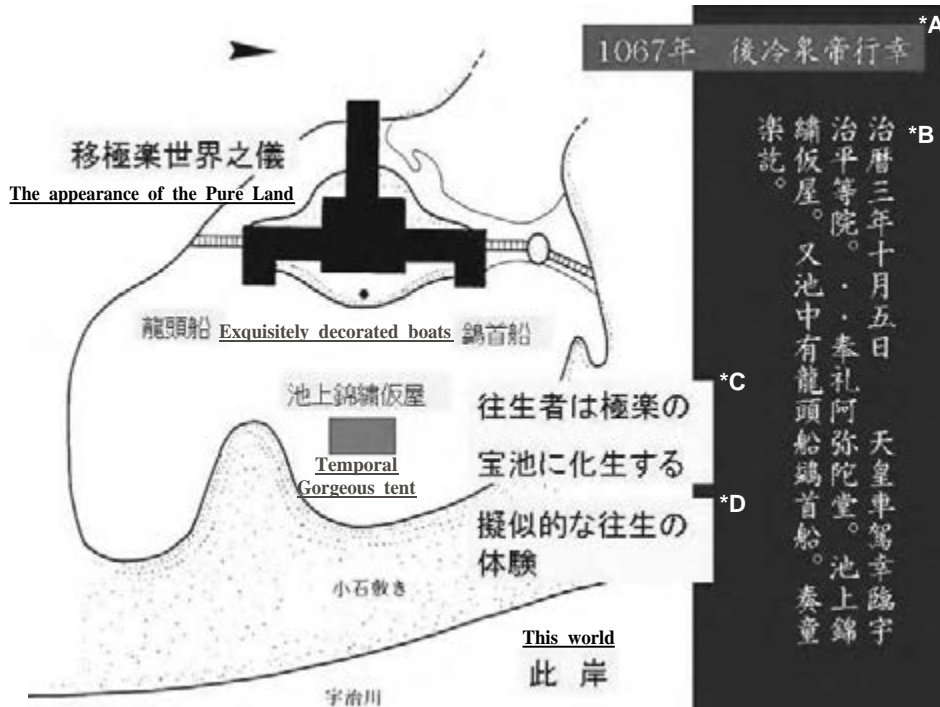 *A
1067年 後冷泉帝行幸
*B
治暦三年十月五日 天皇車駕幸臨宇
治平等院。・・奉礼阿弥陀堂。池上錦
繡仮屋。又池中有龍頭船鷁首船。奏童
楽訖。
移極楽世界之儀
The appearance of the Pure Land
龍頭船 Exquisitely decorated boats 鷁首船
池上錦繡仮屋
Temporal
Gorgeous tent
*C
往生者は極楽の
宝池に化生する
*D
擬似的な往生の
体験
小石敷き
This world
此岸
宇治川